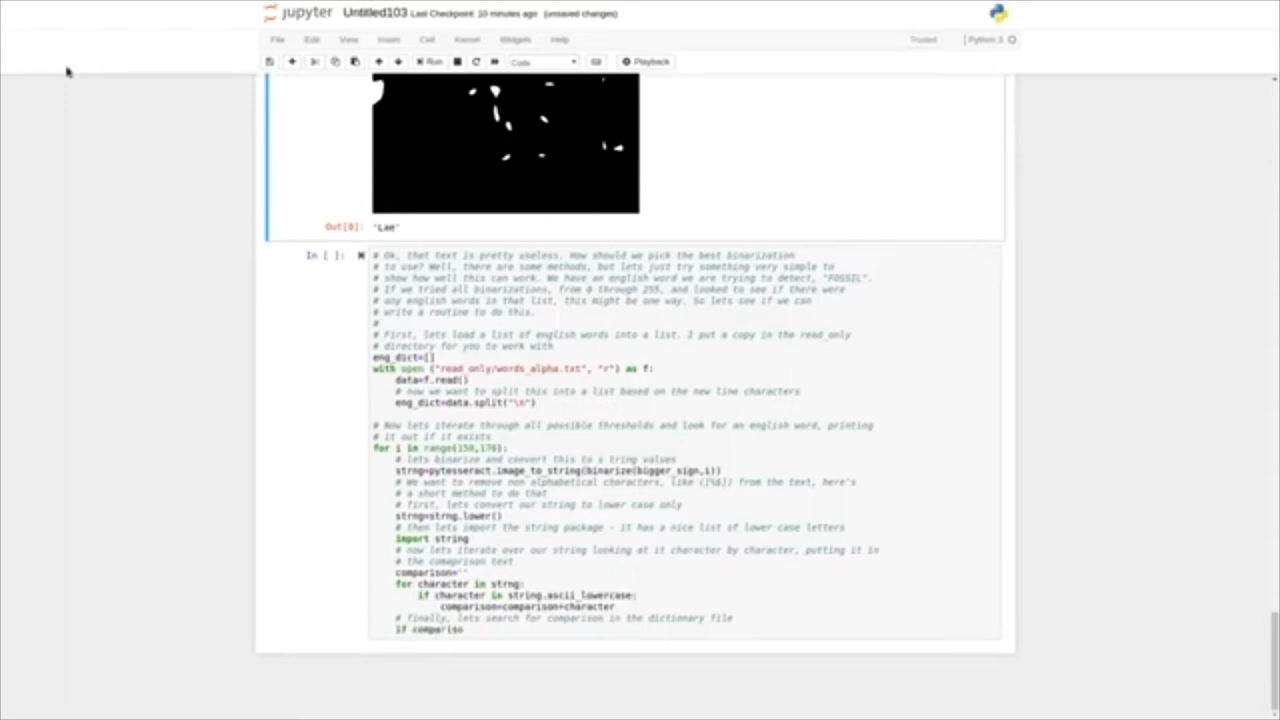 jupyter Untitled103 Last Checkpoint: 10 minutes ago (unsaved changes)
File Edit View Insert Cell Kernel Widgets Help Trusted Python 3
Run Code Playback
Out[8]: 'Lae'
In [ ]: # Ok, that text is pretty useless. How should we pick the best binarization
# to use? Well, there are some methods, but lets just try something very simple to
# show how well this can work. We have an english word we are trying to detect, "FOSSIL".
# If we tried all binarizations, from 0 through 255, and looked to see if there were
# any english words in that list, this might be one way. So lets see if we can
# write a routine to do this.
#
# First, lets load a list of english words into a list. I put a copy in the read_only
# directory for you to work with
eng_dict=[]
with open ("read_only/words_alpha.txt", "r") as f:
data=f.read()
# now we want to split this into a list based on the new line characters
eng_dict=data.split("\n")
# Now lets iterate through all possible thresholds and look for an english word, printing
# it out if it exists
for i in range(150,170):
# lets binarize and convert this to s tring values
strng=pytesseract.image_to_string(binarize(bigger_sign,i))
# We want to remove non alphabetical characters, like ([%$]) from the text, here's
# a short method to do that
# first, lets convert our string to lower case only
strng=strng.lower()
# then lets import the string package - it has a nice list of lower case letters
import string
# now lets iterate over our string looking at it character by character, putting it in
# the comaprison text
comparison=''
for character in strng:
if character in string.ascii_lowercase:
comparison=comparison+character
# finally, lets search for comparison in the dictionary file
if compariso